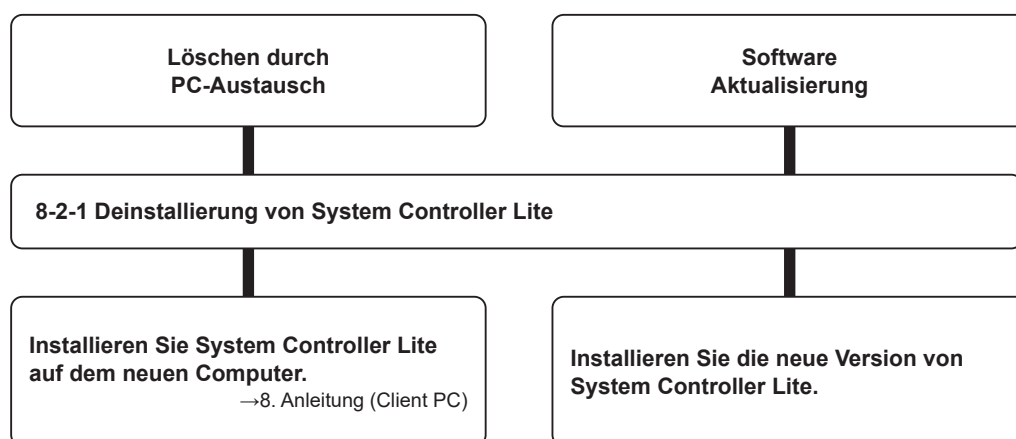 Löschen durch
PC-Austausch
Software
Aktualisierung
8-2-1 Deinstallierung von System Controller Lite
Installieren Sie System Controller Lite
auf dem neuen Computer.
→8. Anleitung (Client PC)
Installieren Sie die neue Version von
System Controller Lite.